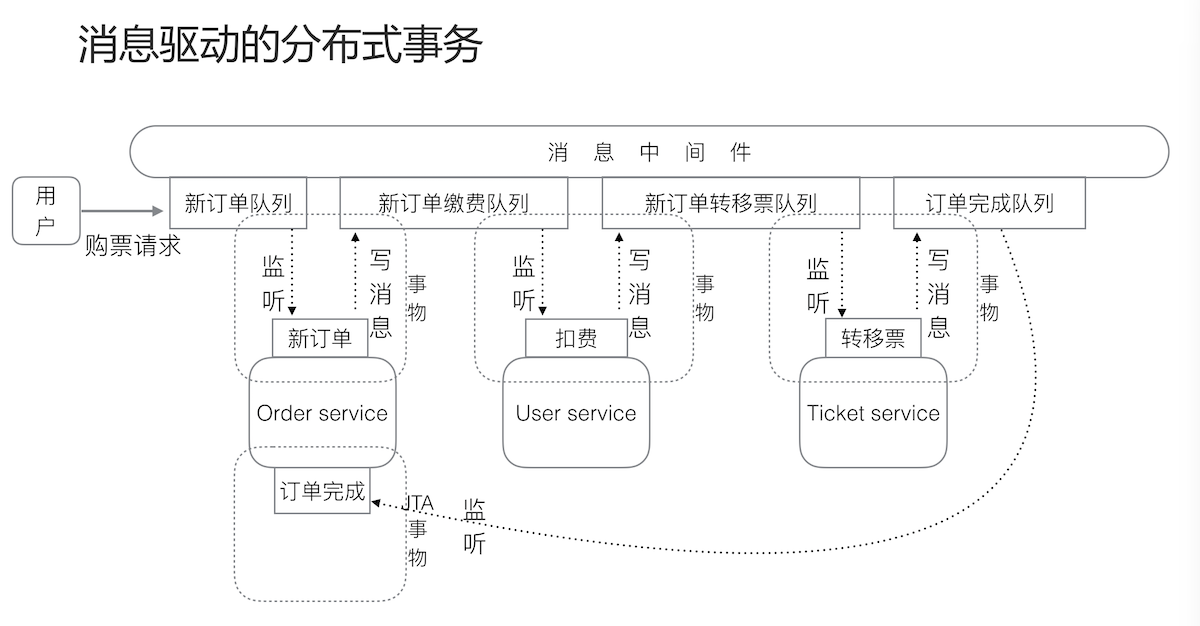 消息驱动的分布式事务
消息中间件
用户
购票请求
新订单队列
新订单缴费队列
新订单转移票队列
订单完成队列
监听
写消息
事物
监听
写消息
事物
监听
写消息
事物
新订单
扣费
转移票
Order service
User service
Ticket service
订单完成
JTA
事物
监听